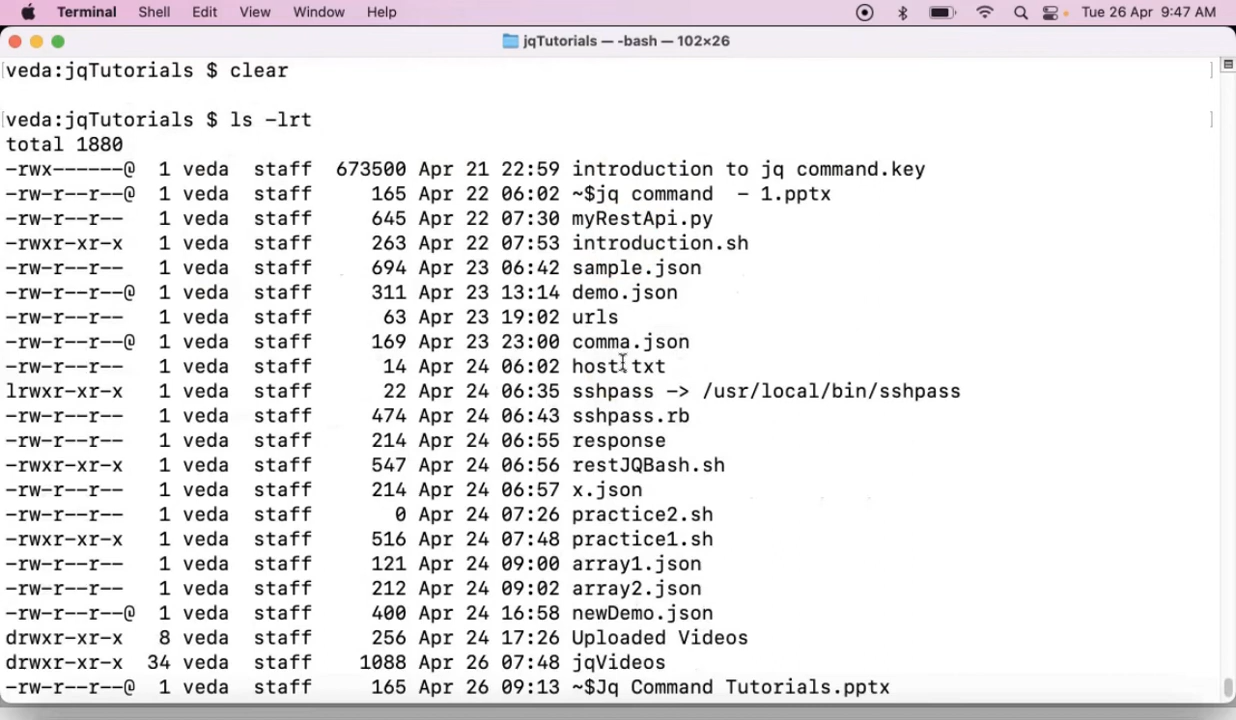 Terminal Shell Edit View Window Help Tue 26 Apr 9:47 AM
jqTutorials — -bash — 102×26
[veda:jqTutorials $ clear ]
[veda:jqTutorials $ ls -lrt ]
total 1880
-rwx------@ 1 veda staff 673500 Apr 21 22:59 introduction to jq command.key
-rw-r--r--@ 1 veda staff 165 Apr 22 06:02 ~$jq command  - 1.pptx
-rw-r--r-- 1 veda staff 645 Apr 22 07:30 myRestApi.py
-rwxr-xr-x 1 veda staff 263 Apr 22 07:53 introduction.sh
-rw-r--r-- 1 veda staff 694 Apr 23 06:42 sample.json
-rw-r--r--@ 1 veda staff 311 Apr 23 13:14 demo.json
-rw-r--r-- 1 veda staff 63 Apr 23 19:02 urls
-rw-r--r--@ 1 veda staff 169 Apr 23 23:00 comma.json
-rw-r--r-- 1 veda staff 14 Apr 24 06:02 host.txt
lrwxr-xr-x 1 veda staff 22 Apr 24 06:35 sshpass -> /usr/local/bin/sshpass
-rw-r--r-- 1 veda staff 474 Apr 24 06:43 sshpass.rb
-rw-r--r-- 1 veda staff 214 Apr 24 06:55 response
-rwxr-xr-x 1 veda staff 547 Apr 24 06:56 restJQBash.sh
-rw-r--r-- 1 veda staff 214 Apr 24 06:57 x.json
-rw-r--r-- 1 veda staff 0 Apr 24 07:26 practice2.sh
-rwxr-xr-x 1 veda staff 516 Apr 24 07:48 practice1.sh
-rw-r--r-- 1 veda staff 121 Apr 24 09:00 array1.json
-rw-r--r-- 1 veda staff 212 Apr 24 09:02 array2.json
-rw-r--r--@ 1 veda staff 400 Apr 24 16:58 newDemo.json
drwxr-xr-x 8 veda staff 256 Apr 24 17:26 Uploaded Videos
drwxr-xr-x 34 veda staff 1088 Apr 26 07:48 jqVideos
-rw-r--r--@ 1 veda staff 165 Apr 26 09:13 ~$Jq Command Tutorials.pptx